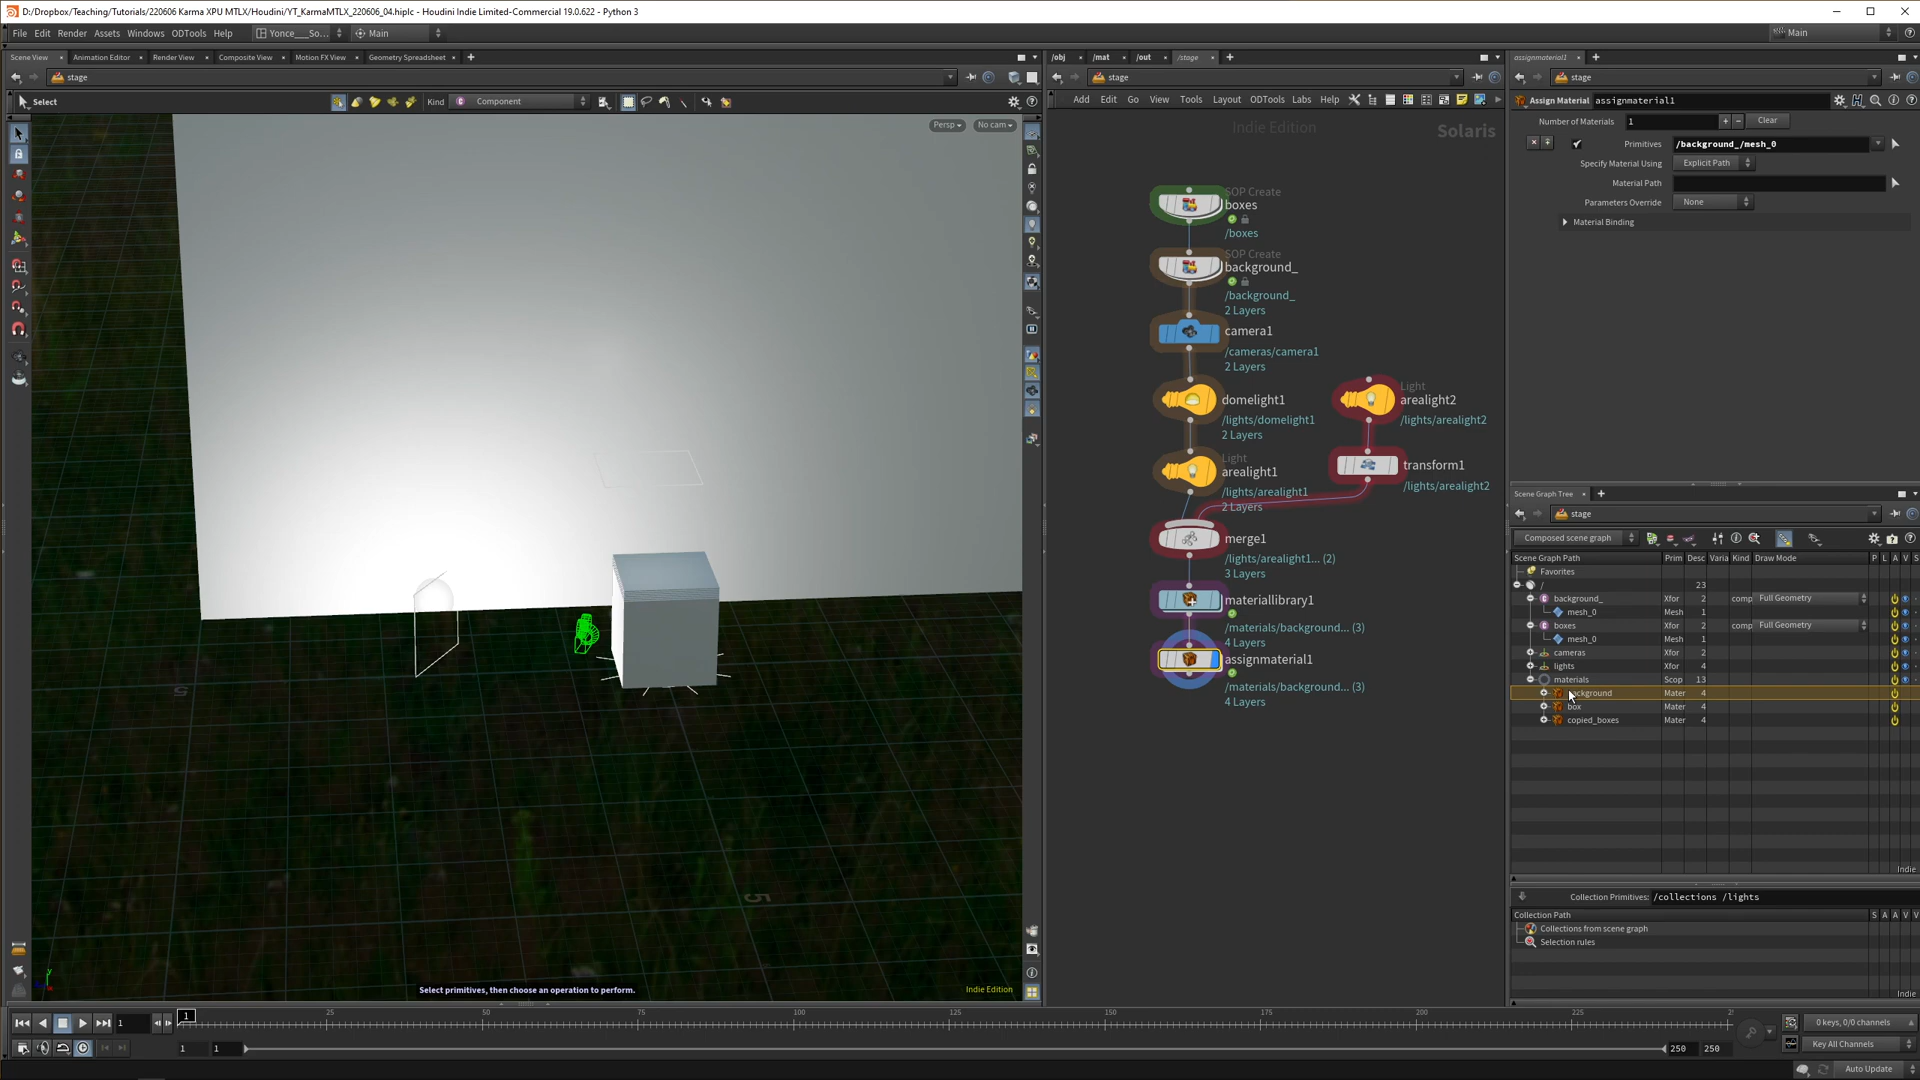 D:/Dropbox/Teaching/Tutorials/220606 Karma XPU MTLX/Houdini/YT_KarmaMTLX_220606_04.hiplc - Houdini Indie Limited-Commercial 19.0.622 - Python 3
File Edit Render Assets Windows ODTools Help Yonce___So... Main
Main
Scene View Animation Editor Render View Composite View Motion FX View Geometry Spreadsheet
stage
Select
Kind Component
Persp No cam
Select primitives, then choose an operation to perform.
Indie Edition
/obj /mat /out /stage
stage
Add Edit Go View Tools Layout ODTools Labs Help
Indie Edition
Solaris
SOP Create
boxes
/boxes
SOP Create
background_
/background_
2 Layers
camera1
/cameras/camera1
2 Layers
domelight1
/lights/domelight1
2 Layers
Light
arealight2
/lights/arealight2
Light
arealight1
/lights/arealight1
2 Layers
transform1
/lights/arealight2
merge1
/lights/arealight1... (2)
3 Layers
materiallibrary1
/materials/background... (3)
4 Layers
assignmaterial1
/materials/background... (3)
4 Layers
assignmaterial1
stage
Assign Material assignmaterial1
Number of Materials 1 Clear
Primitives /background_/mesh_0
Specify Material Using Explicit Path
Material Path
Parameters Override None
Material Binding
Scene Graph Tree
stage
Composed scene graph
Scene Graph Path Prim Desc Varia Kind Draw Mode P L A V S
Favorites
/ 23
background_ Xfor 2 comp Full Geometry
mesh_0 Mesh 1
boxes Xfor 2 comp Full Geometry
mesh_0 Mesh 1
cameras Xfor 2
lights Xfor 4
materials Scop 13
ckground Mater 4
box Mater 4
copied_boxes Mater 4
Indie
Collection Primitives: /collections /lights
Collection Path S A A V V
Collections from scene graph
Selection rules
Indie
1 1 25 50 75 100 125 150 175 200 225
0 keys, 0/0 channels
1 1 250 250
Key All Channels
Auto Update